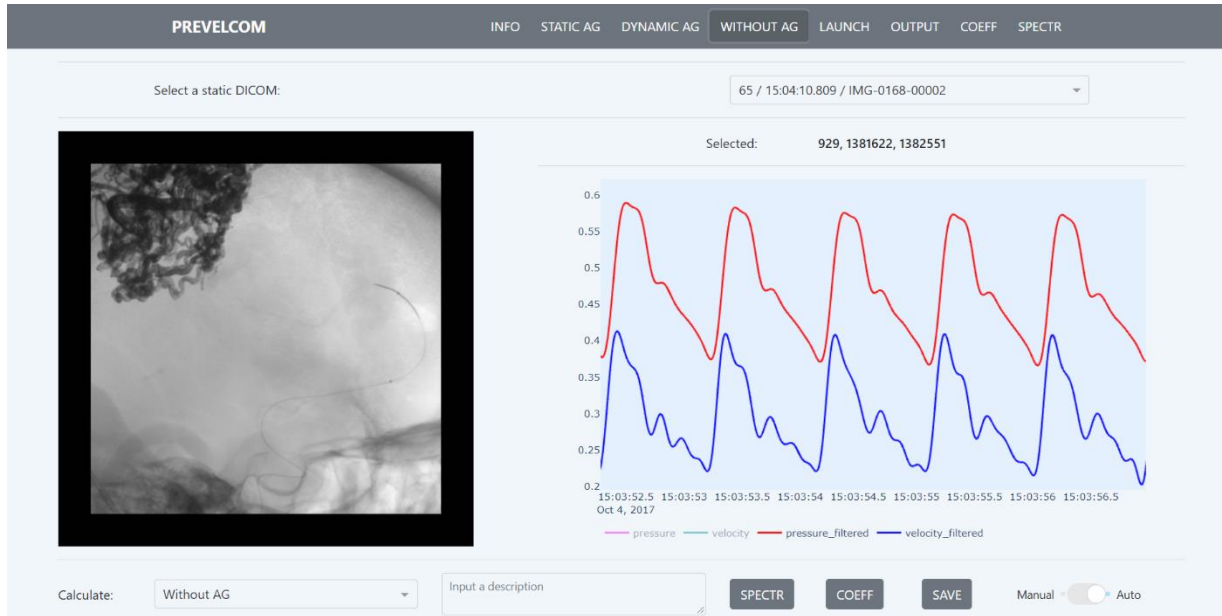 PREVELCOM INFO STATIC AG DYNAMIC AG WITHOUT AG LAUNCH OUTPUT COEFF SPECTR
Select a static DICOM: 65 / 15:04:10.809 / IMG-0168-00002
Selected: 929, 1381622, 1382551
0.6
0.55
0.5
0.45
0.4
0.35
0.3
0.25
0.2
15:03:52.5 15:03:53 15:03:53.5 15:03:54 15:03:54.5 15:03:55 15:03:55.5 15:03:56 15:03:56.5
Oct 4, 2017
pressure velocity pressure_filtered velocity_filtered
Calculate: Without AG Input a description SPECTR COEFF SAVE Manual Auto